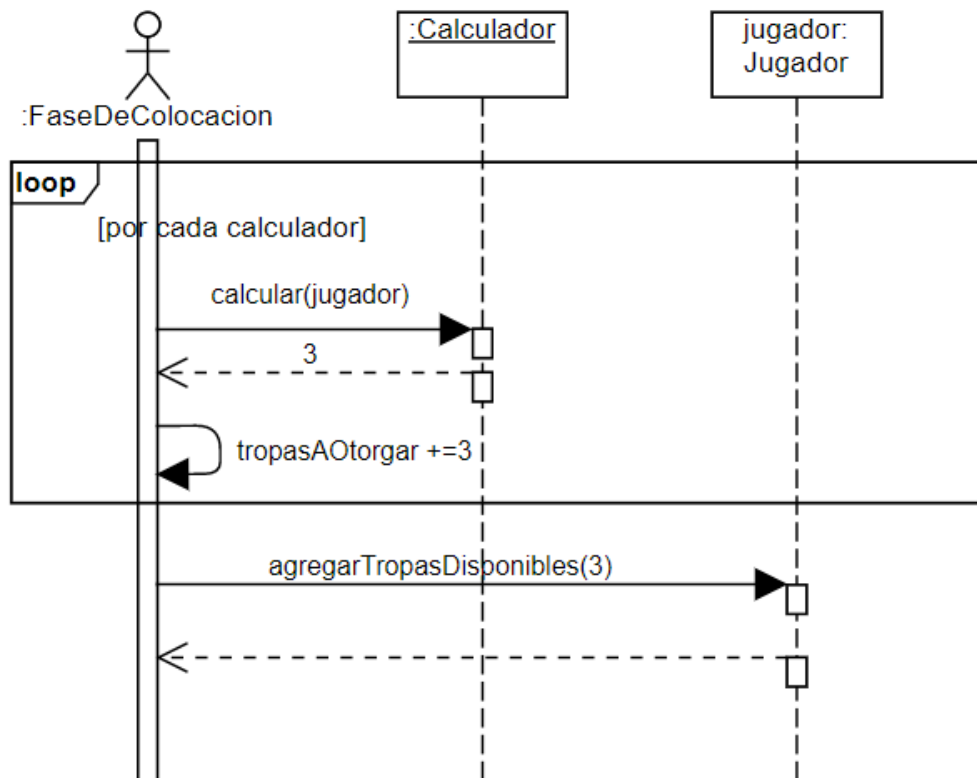 :Calculador
jugador:
Jugador
:FaseDeColocacion
loop
[por cada calculador]
calcular(jugador)
3
tropasAOtorgar +=3
agregarTropasDisponibles(3)